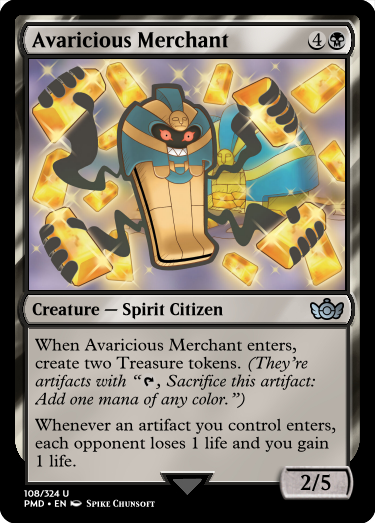 Avaricious Merchant 4
Creature — Spirit Citizen
When Avaricious Merchant enters,
create two Treasure tokens. (They're
artifacts with “, Sacrifice this artifact:
Add one mana of any color.”)
Whenever an artifact you control enters,
each opponent loses 1 life and you gain
1 life.
2/5
108/324 U
PMD • EN Spike Chunsoft